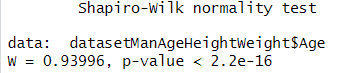 Shapiro-Wilk normality test
data:  datasetManAgeHeightWeight$Age
W = 0.93996, p-value < 2.2e-16